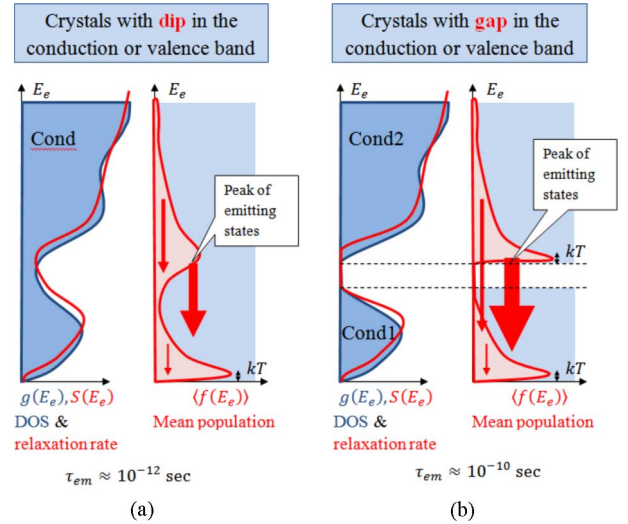 Crystals with dip in the
conduction or valence band
E_e
E_e
Cond
Peak of
emitting
states
kT
g(E_e), S(E_e)
⟨f(E_e)⟩
DOS &
relaxation rate
Mean population
τ_em ≈ 10⁻¹² sec
(a)
Crystals with gap in the
conduction or valence band
E_e
E_e
Cond2
Peak of
emitting
states
kT
Cond1
kT
g(E_e), S(E_e)
⟨f(E_e)⟩
DOS &
relaxation rate
Mean population
τ_em ≈ 10⁻¹⁰ sec
(b)